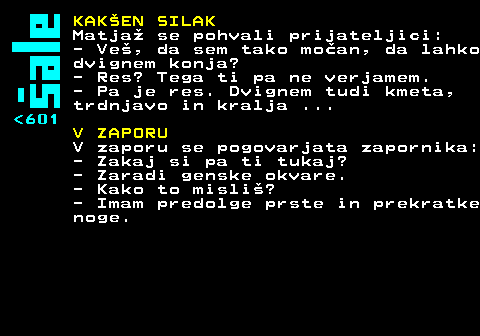 Šale
<601
KAKŠEN SILAK
Matjaž se pohvali prijateljici:
- Veš, da sem tako močan, da lahko
dvignem konja?
- Res? Tega ti pa ne verjamem.
- Pa je res. Dvignem tudi kmeta,
trdnjavo in kralja ...
V ZAPORU
V zaporu se pogovarjata zapornika:
- Zakaj si pa ti tukaj?
- Zaradi genske okvare.
- Kako to misliš?
- Imam predolge prste in prekratke
noge.